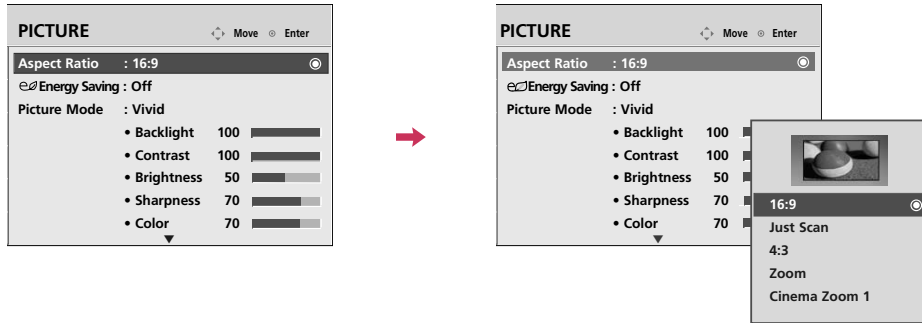 PICTURE
Move Enter
Aspect Ratio : 16:9
Energy Saving : Off
Picture Mode : Vivid
• Backlight 100
• Contrast 100
• Brightness 50
• Sharpness 70
• Color 70
PICTURE
Move Enter
Aspect Ratio : 16:9
Energy Saving : Off
Picture Mode : Vivid
• Backlight 100
• Contrast 100
• Brightness 50
• Sharpness 70
• Color 70
16:9
Just Scan
4:3
Zoom
Cinema Zoom 1